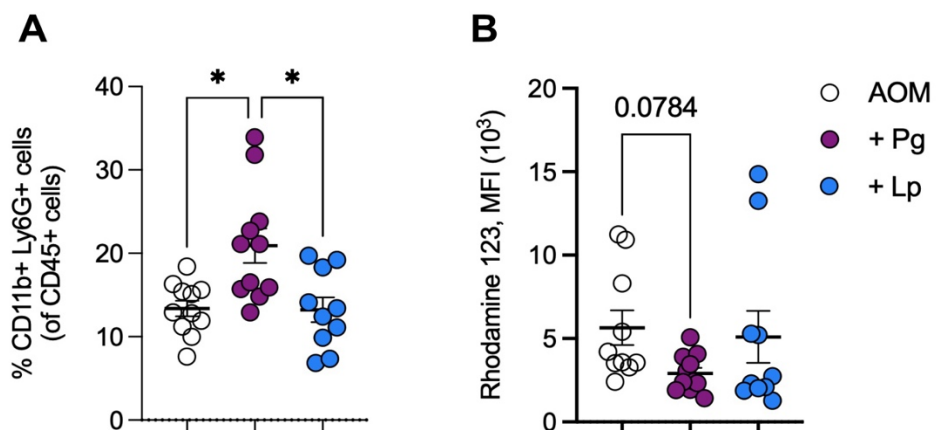 A
% CD11b+ Ly6G+ cells
(of CD45+ cells)
40
30
20
10
0
*
*
B
Rhodamine 123, MFI (10³)
20
15
10
5
0
0.0784
AOM
+ Pg
+ Lp